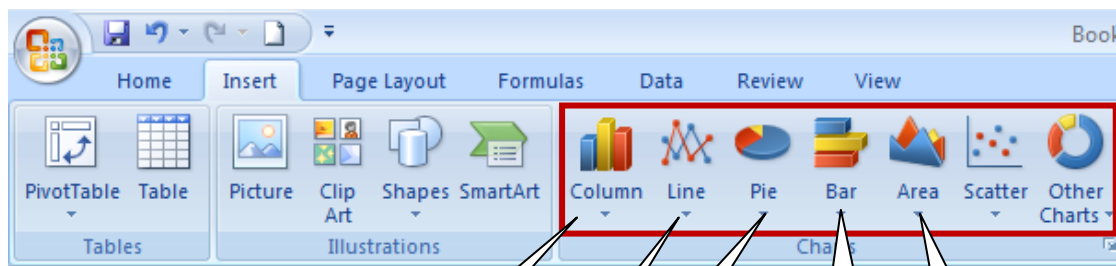 Book
Home Insert Page Layout Formulas Data Review View
PivotTable Table Picture Clip Art Shapes SmartArt Column Line Pie Bar Area Scatter Other Charts
Tables Illustrations